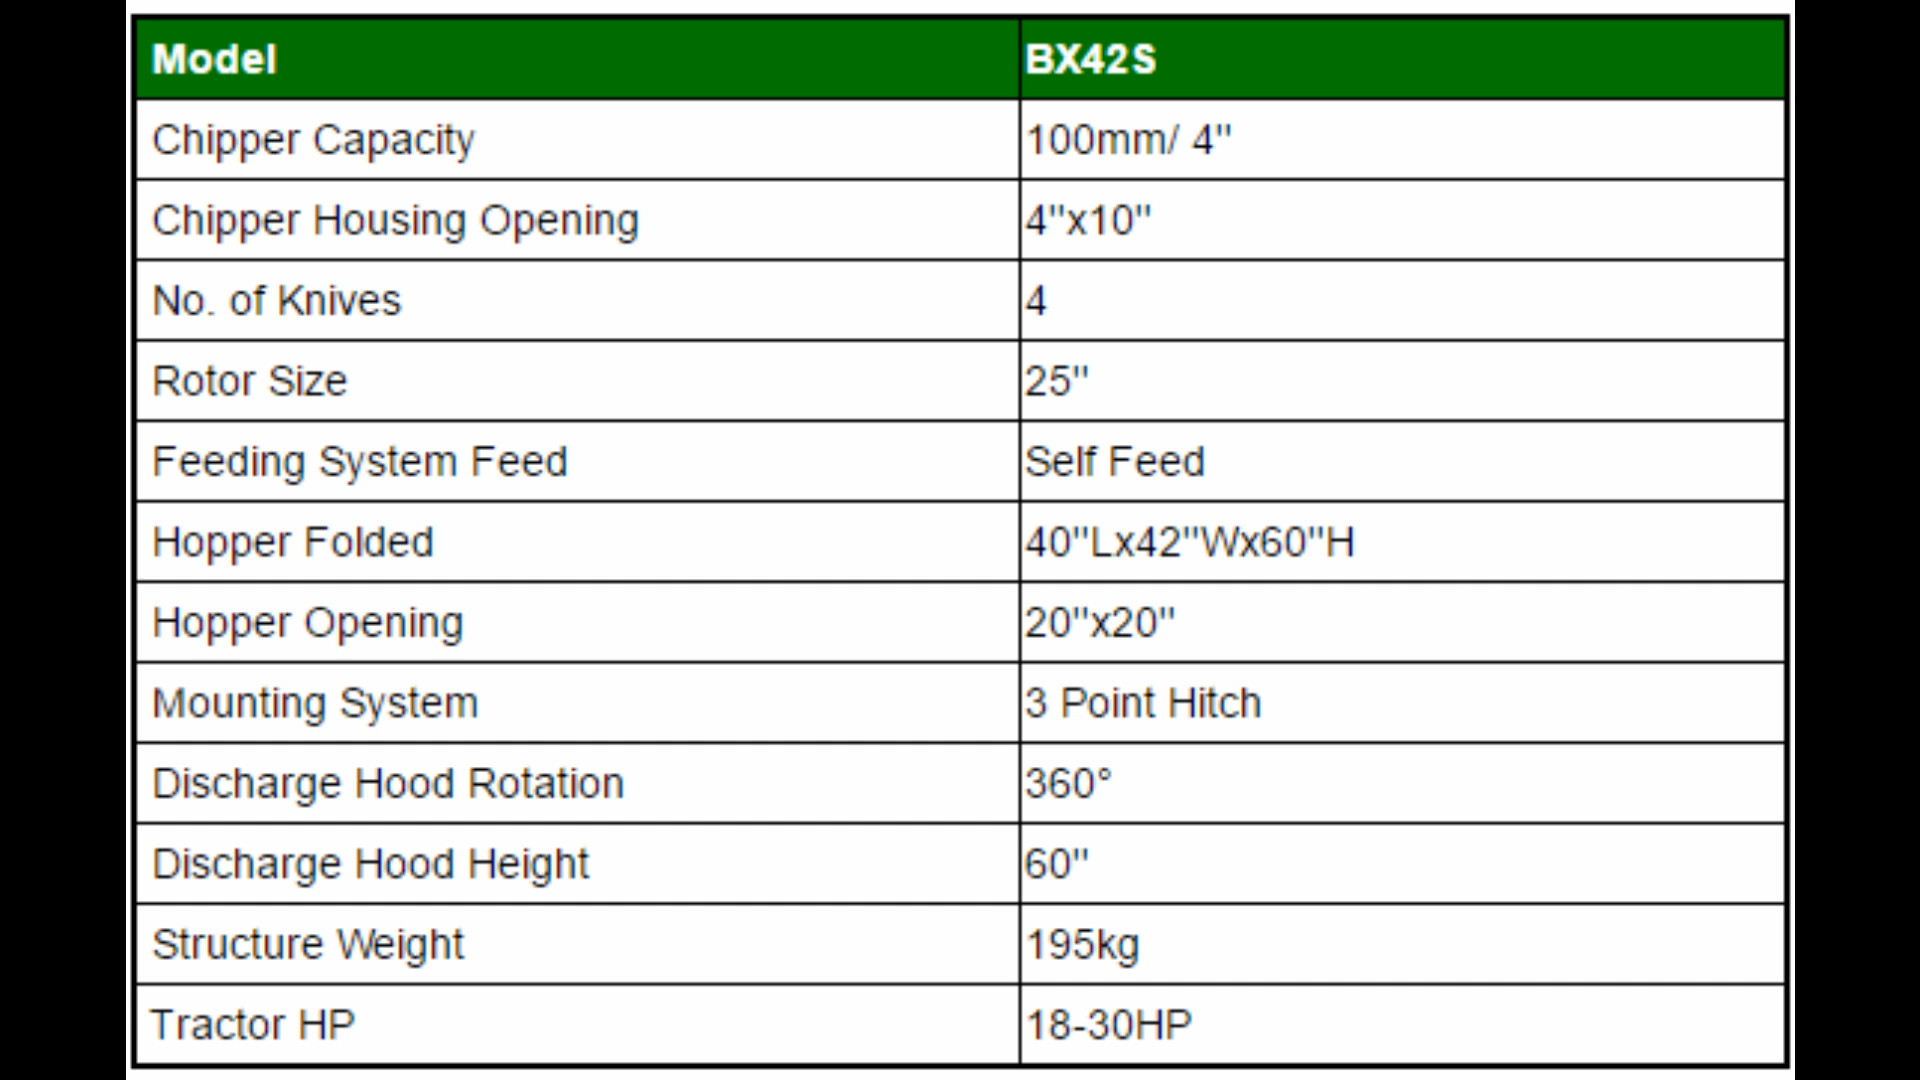 Model BX42S
Chipper Capacity 100mm/ 4"
Chipper Housing Opening 4"x10"
No. of Knives 4
Rotor Size 25"
Feeding System Feed Self Feed
Hopper Folded 40"Lx42"Wx60"H
Hopper Opening 20"x20"
Mounting System 3 Point Hitch
Discharge Hood Rotation 360°
Discharge Hood Height 60"
Structure Weight 195kg
Tractor HP 18-30HP